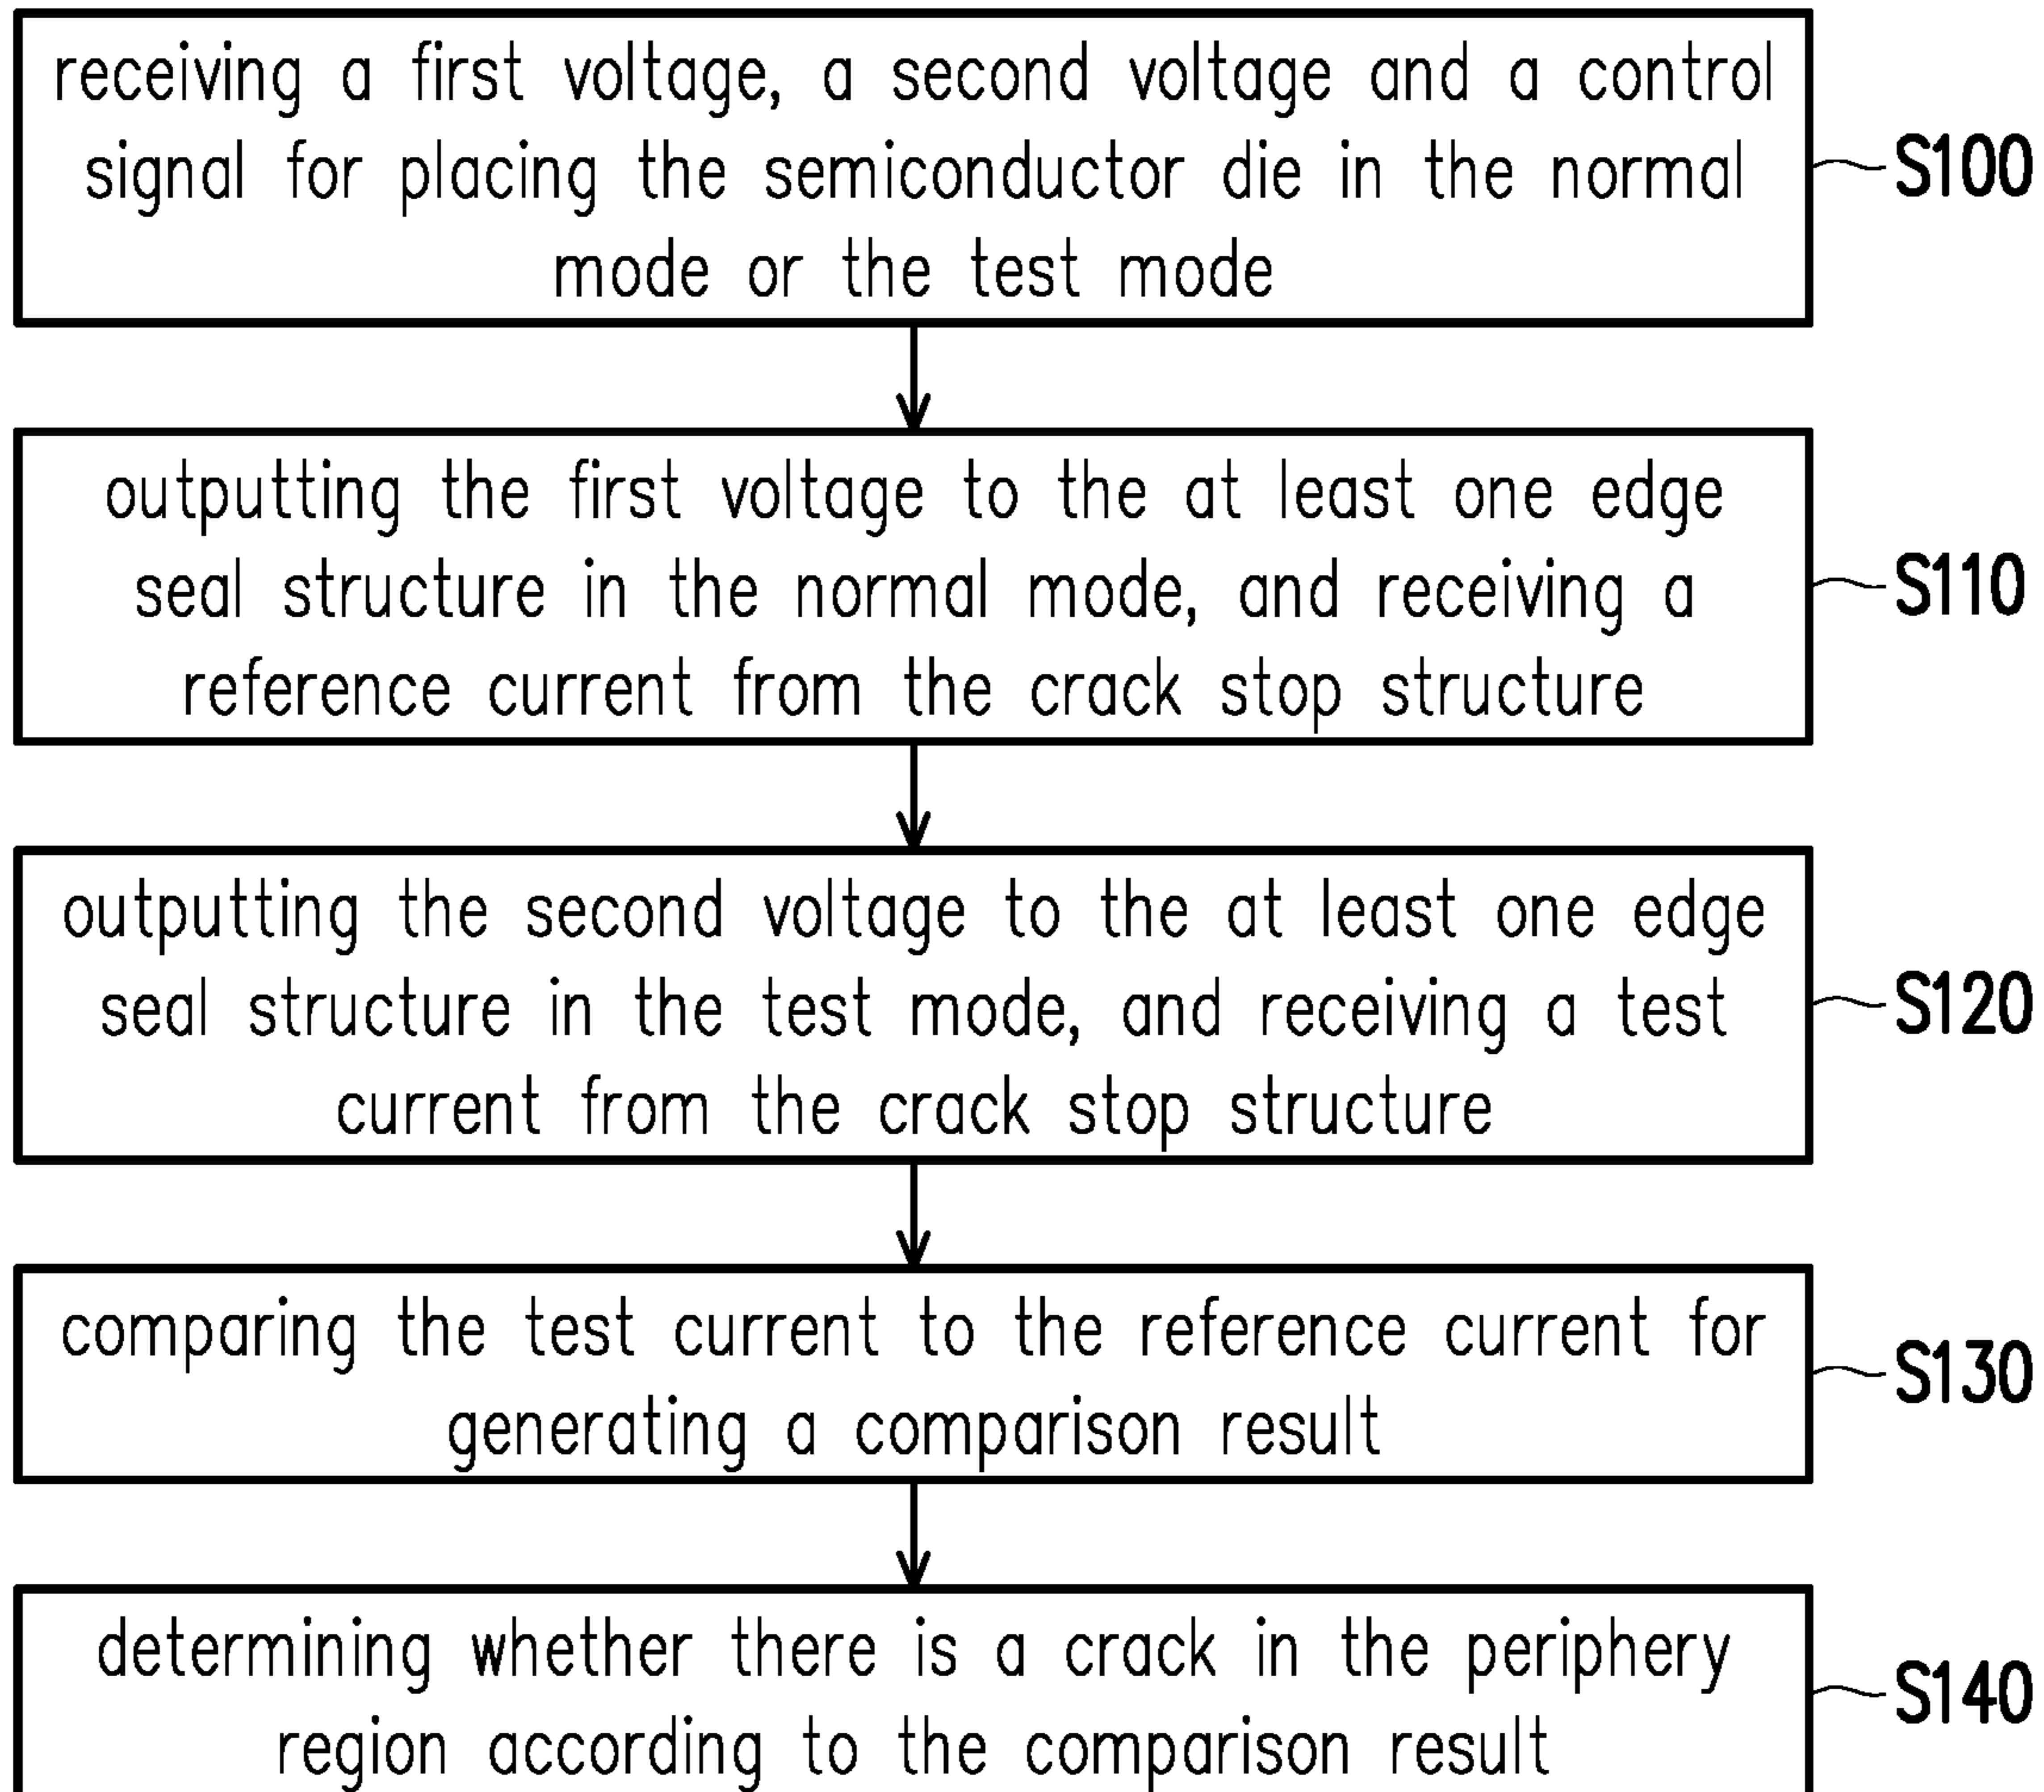 receiving a first voltage, a second voltage and a control
signal for placing the semiconductor die in the normal
mode or the test mode
S100
outputting the first voltage to the at least one edge
seal structure in the normal mode, and receiving a
reference current from the crack stop structure
S110
outputting the second voltage to the at least one edge
seal structure in the test mode, and receiving a test
current from the crack stop structure
S120
comparing the test current to the reference current for
generating a comparison result
S130
determining whether there is a crack in the periphery
region according to the comparison result
S140